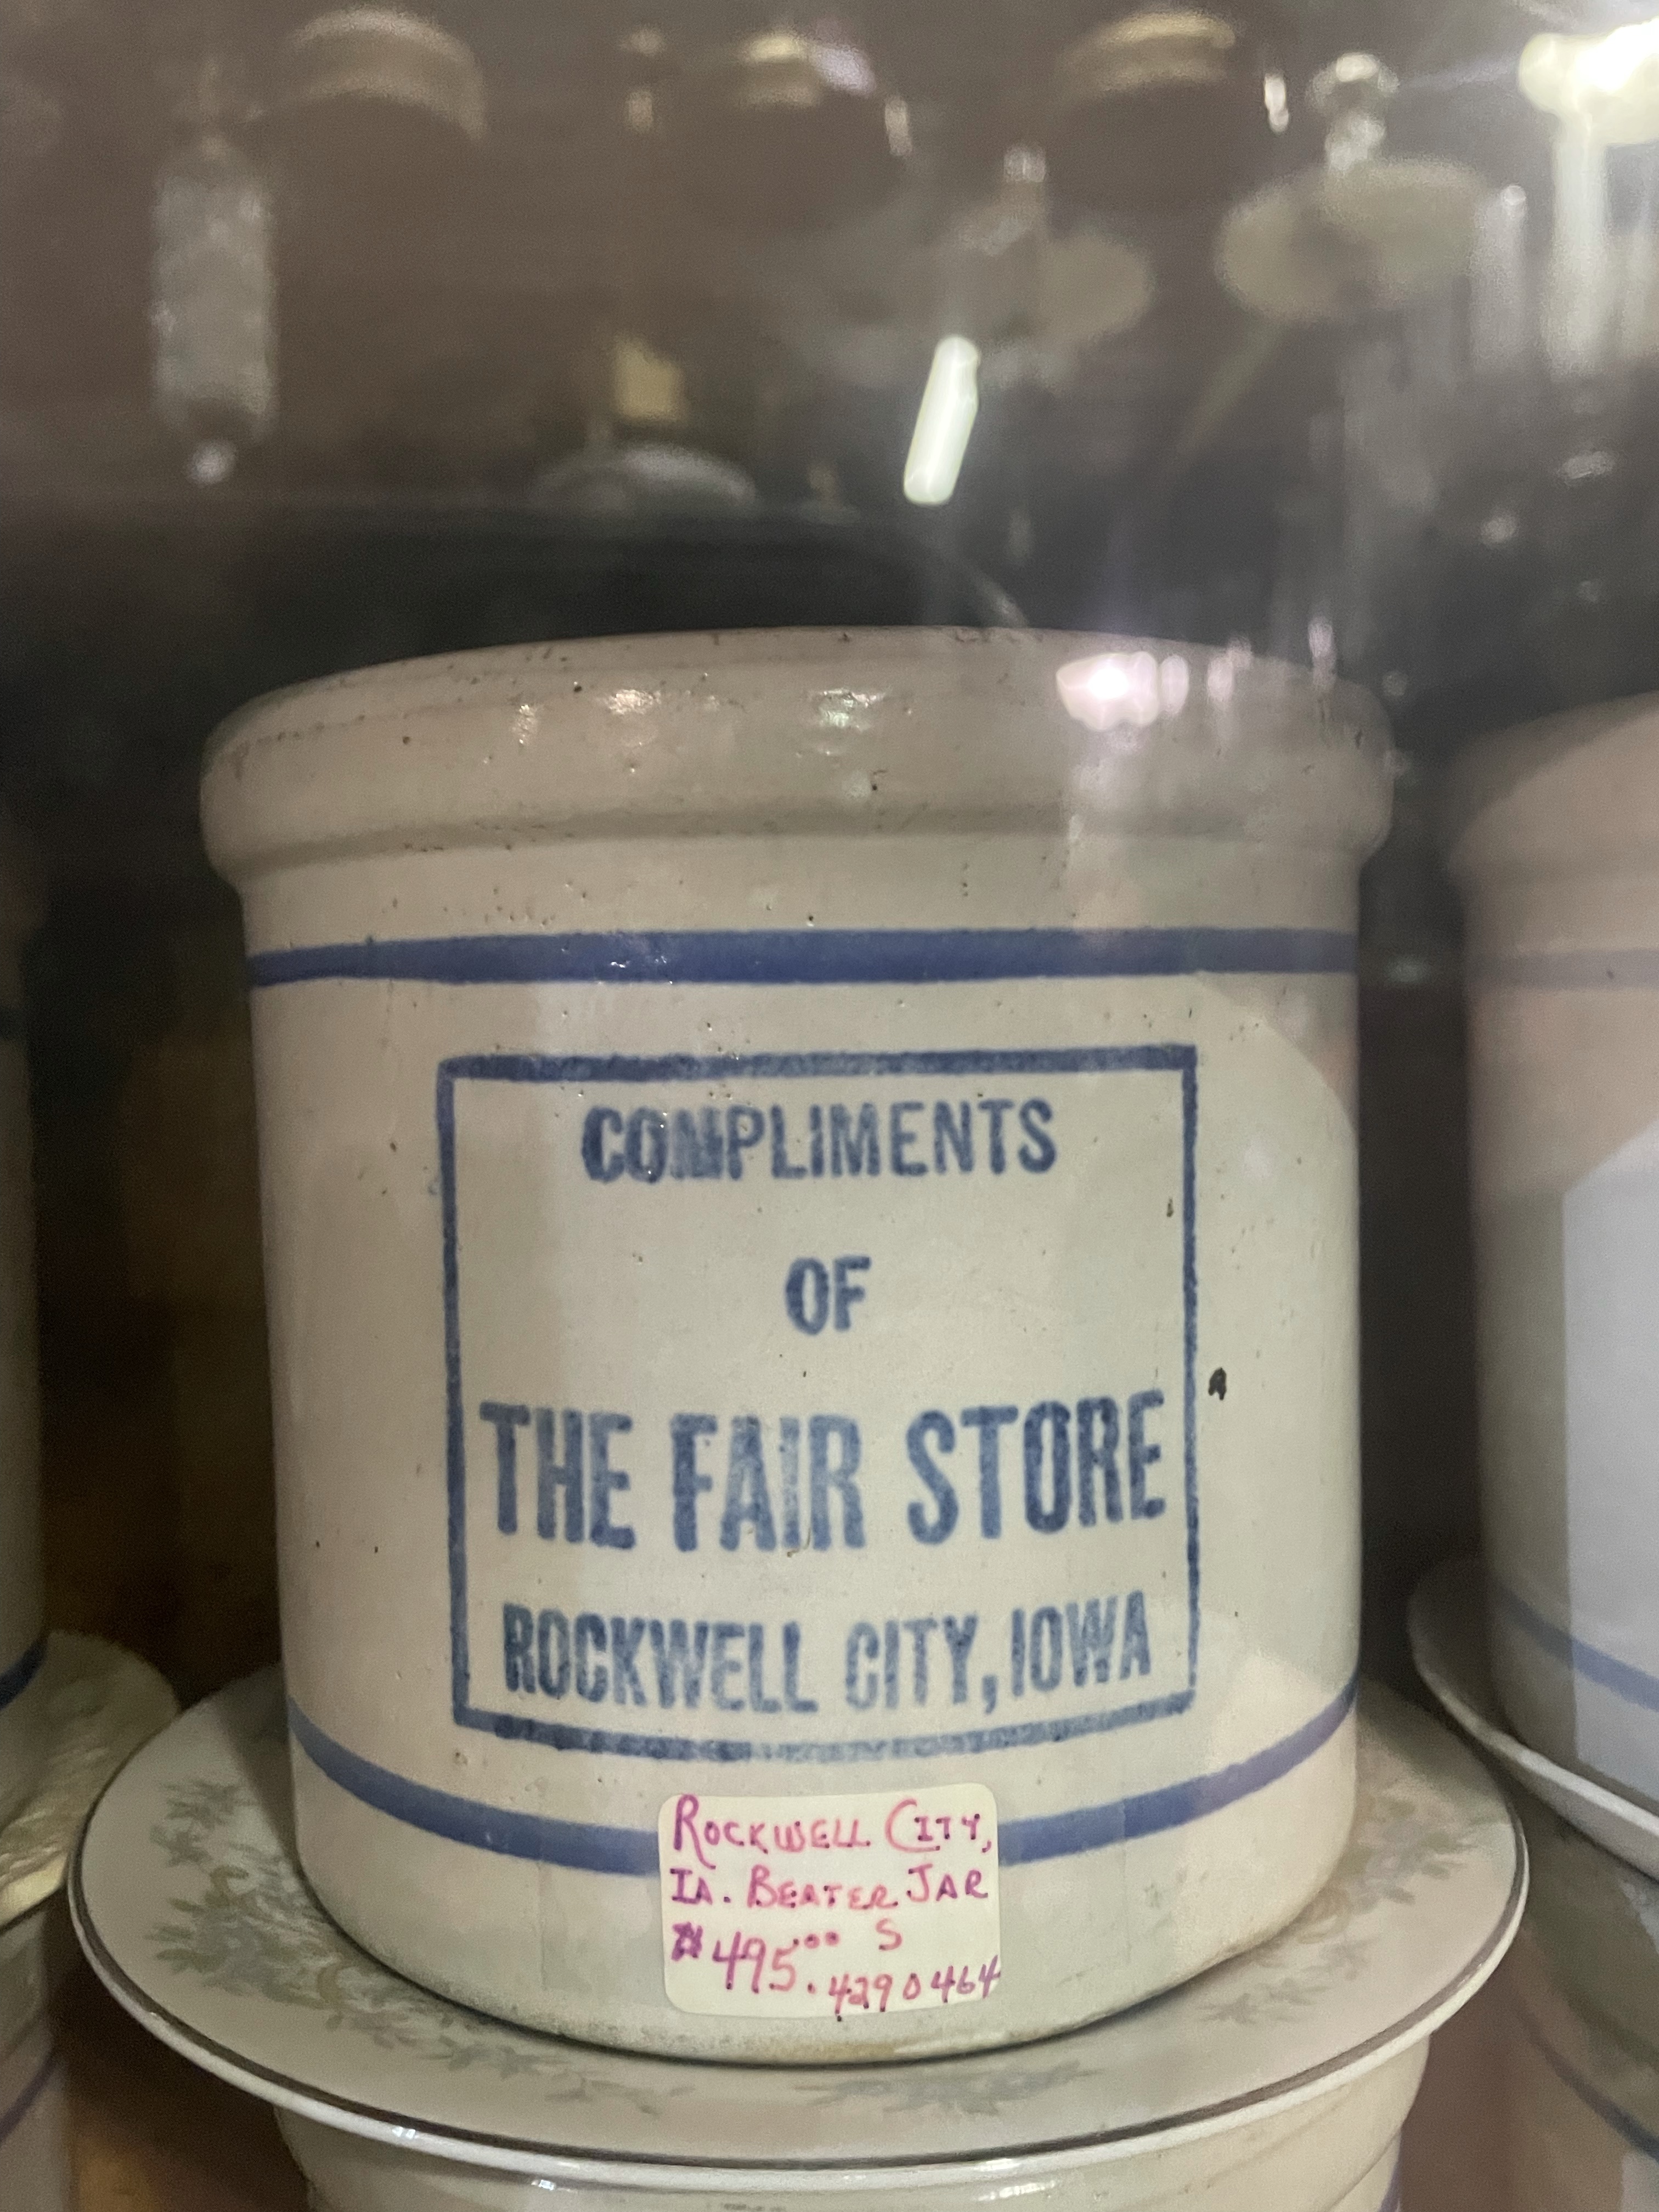 COMPLIMENTS
OF
THE FAIR STORE
ROCKWELL CITY, IOWA
ROCKWELL CITY,
IA. BEATER JAR
$495.00 S
4290464